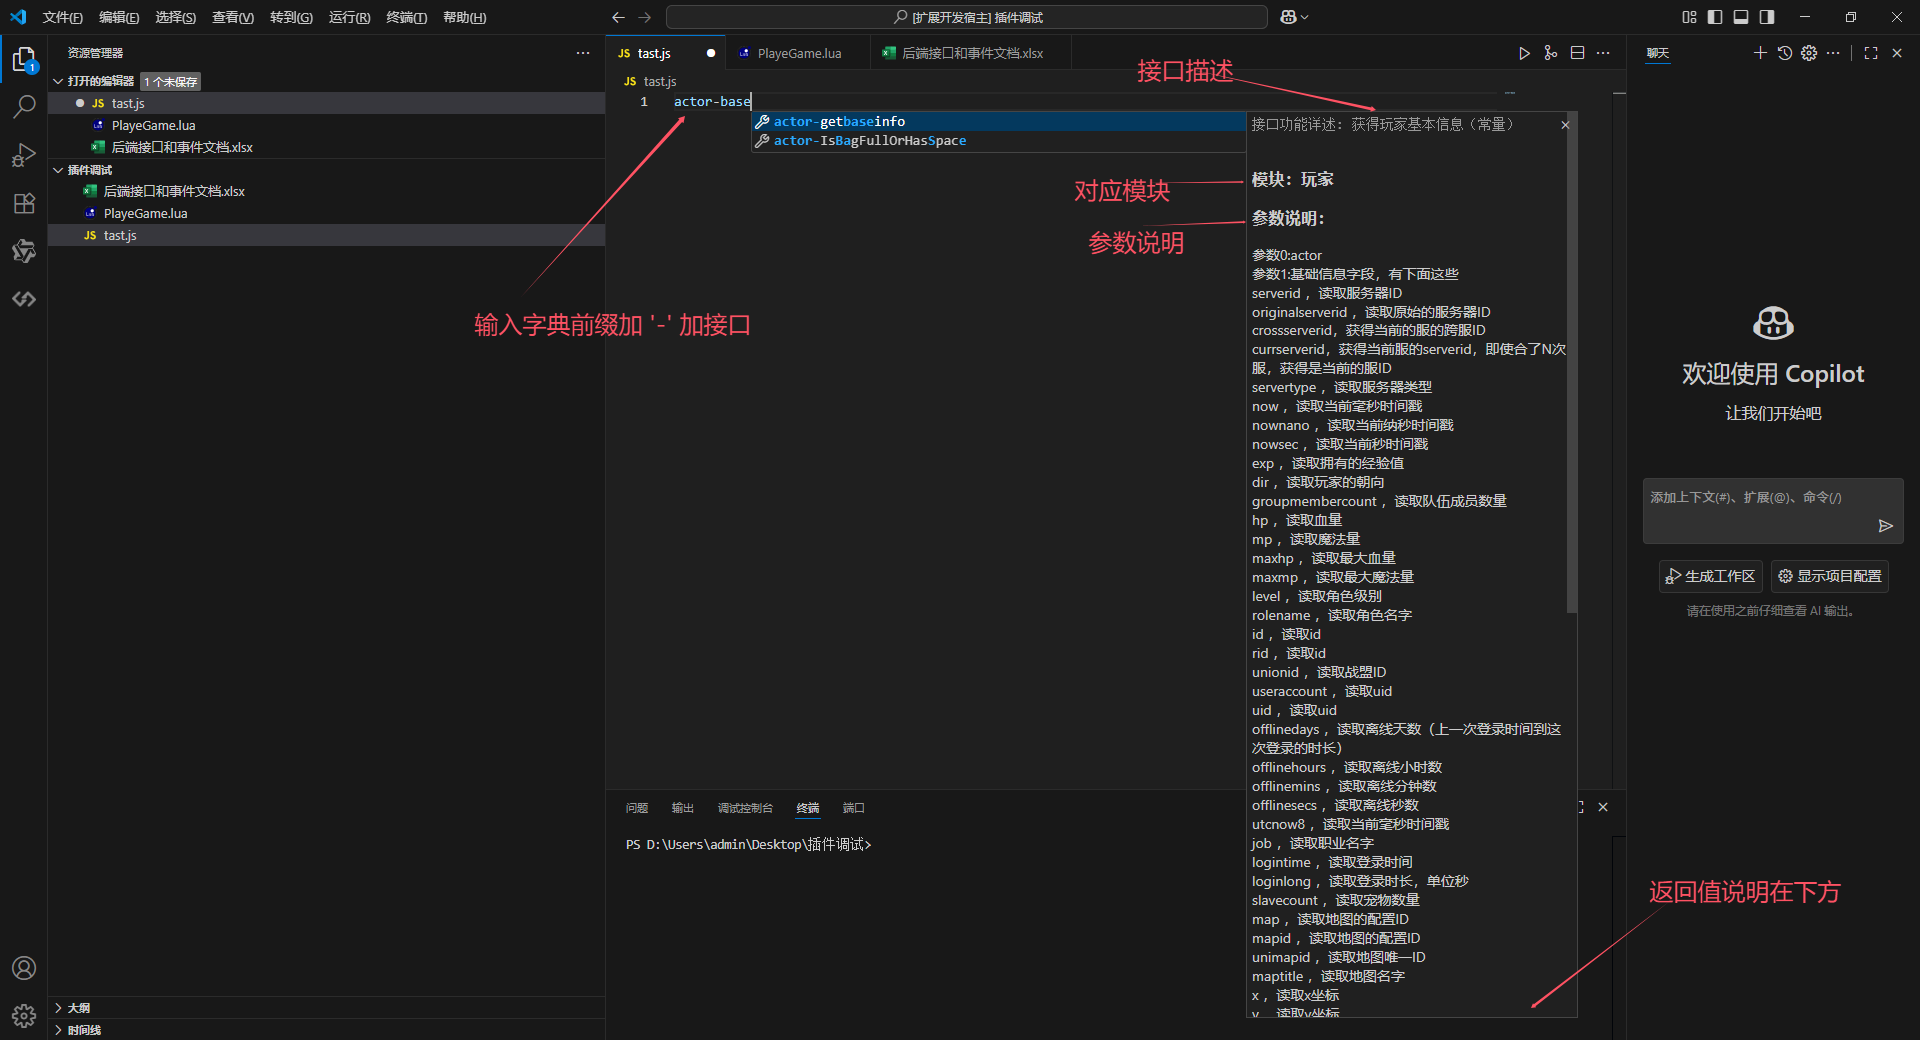 文件(F) 编辑(E) 选择(S) 查看(V) 转到(G) 运行(R) 终端(T) 帮助(H)
[扩展开发宿主] 插件调试
资源管理器
打开的编辑器 1 个未保存
JS tast.js
PlayeGame.lua
后端接口和事件文档.xlsx
插件调试
后端接口和事件文档.xlsx
PlayeGame.lua
JS tast.js
大纲
时间线
1
JS tast.js
PlayeGame.lua
后端接口和事件文档.xlsx
JS tast.js
1 actor-base
actor-getbaseinfo
actor-IsBagFullOrHasSpace
接口描述
对应模块
参数说明
输入字典前缀加 '-' 加接口
返回值说明在下方
接口功能详述：获得玩家基本信息（常量）
模块：玩家
参数说明：
参数0:actor
参数1:基础信息字段，有下面这些
serverid ，读取服务器ID
originalserverid ，读取原始的服务器ID
crossserverid，获得当前的服的跨服ID
currserverid，获得当前服的serverid，即使合了N次
服，获得是当前的服ID
servertype ，读取服务器类型
now ，读取当前毫秒时间戳
nownano ，读取当前纳秒时间戳
nowsec ，读取当前秒时间戳
exp ，读取拥有的经验值
dir ，读取玩家的朝向
groupmembercount ，读取队伍成员数量
hp ，读取血量
mp ，读取魔法量
maxhp ，读取最大血量
maxmp ，读取最大魔法量
level ，读取角色级别
rolename ，读取角色名字
id ，读取id
rid ，读取id
unionid ，读取战盟ID
useraccount ，读取uid
uid ，读取uid
offlinedays ，读取离线天数（上一次登录时间到这
次登录的时长）
offlinehours ，读取离线小时数
offlinemins ，读取离线分钟数
offlinesecs ，读取离线秒数
utcnow8 ，读取当前毫秒时间戳
job ，读取职业名字
logintime ，读取登录时间
loginlong ，读取登录时长，单位秒
slavecount ，读取宠物数量
map ，读取地图的配置ID
mapid ，读取地图的配置ID
unimapid ，读取地图唯一ID
maptitle ，读取地图名字
x ，读取x坐标
y ，读取y坐标
问题 输出 调试控制台 终端 端口
PS D:\Users\admin\Desktop\插件调试>
聊天
欢迎使用 Copilot
让我们开始吧
添加上下文(#)、扩展(@)、命令(/)
生成工作区 显示项目配置
请在使用之前仔细查看 AI 输出。